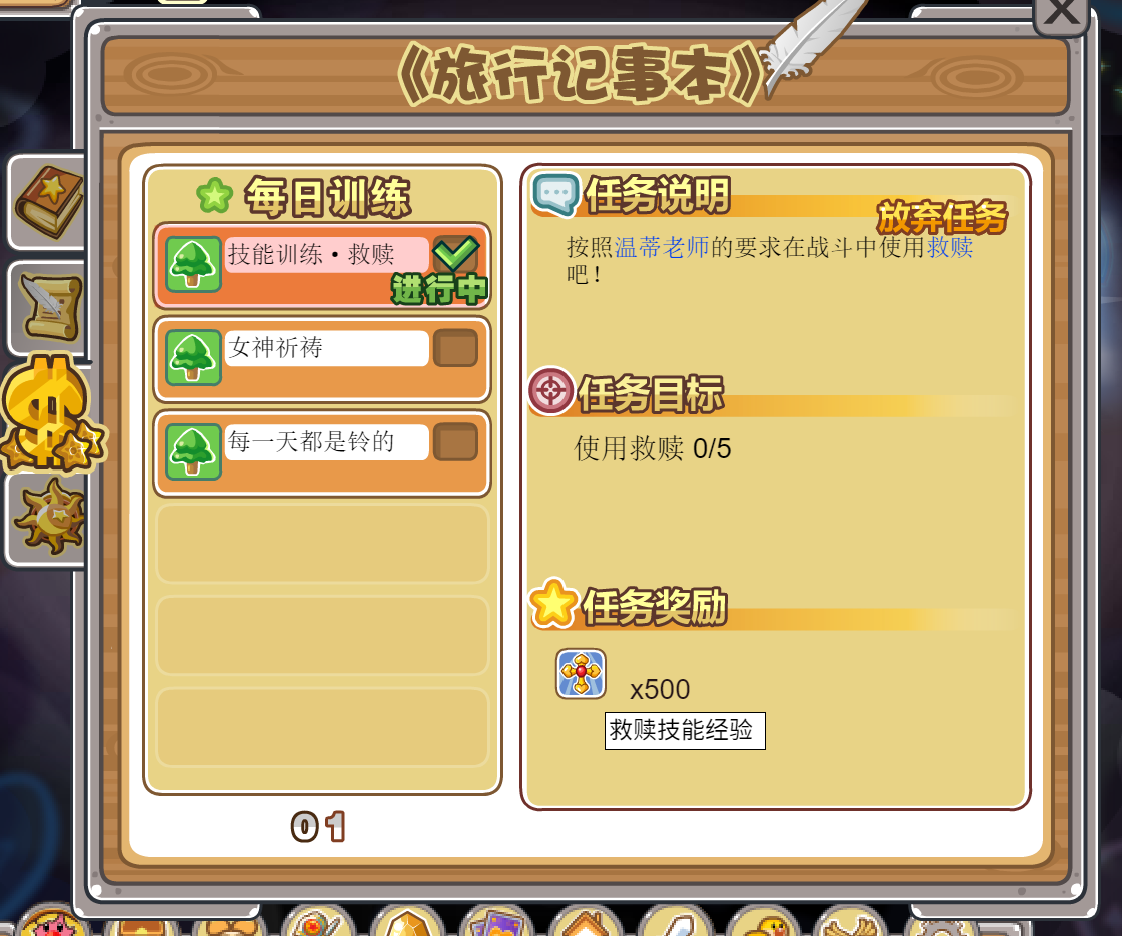 《旅行记事本》
每日训练
技能训练·救赎
进行中
女神祈祷
每一天都是铃的
01
任务说明
放弃任务
按照温蒂老师的要求在战斗中使用救赎
吧！
任务目标
使用救赎 0/5
任务奖励
x500
救赎技能经验